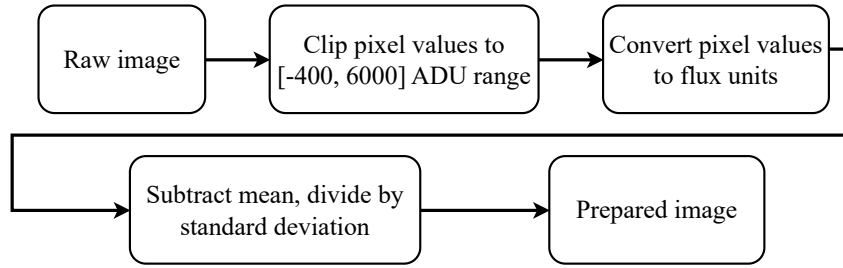 Raw image
Clip pixel values to
[-400, 6000] ADU range
Convert pixel values
to flux units
Subtract mean, divide by
standard deviation
Prepared image